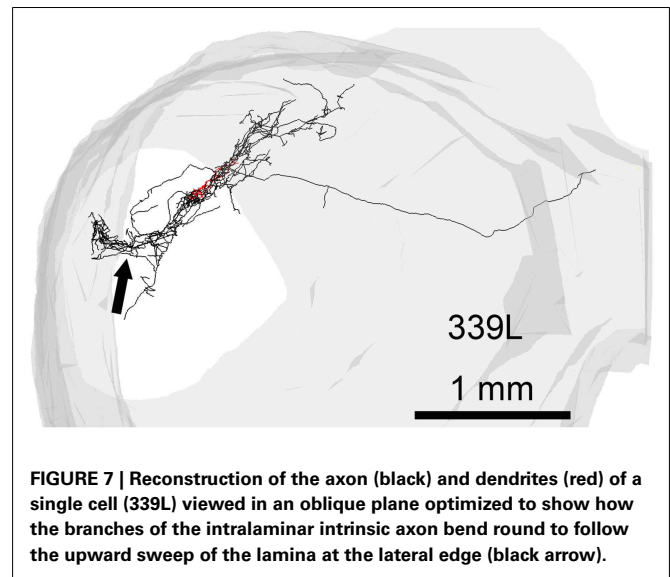 339L
1 mm
FIGURE 7 | Reconstruction of the axon (black) and dendrites (red) of a
single cell (339L) viewed in an oblique plane optimized to show how
the branches of the intralaminar intrinsic axon bend round to follow
the upward sweep of the lamina at the lateral edge (black arrow).